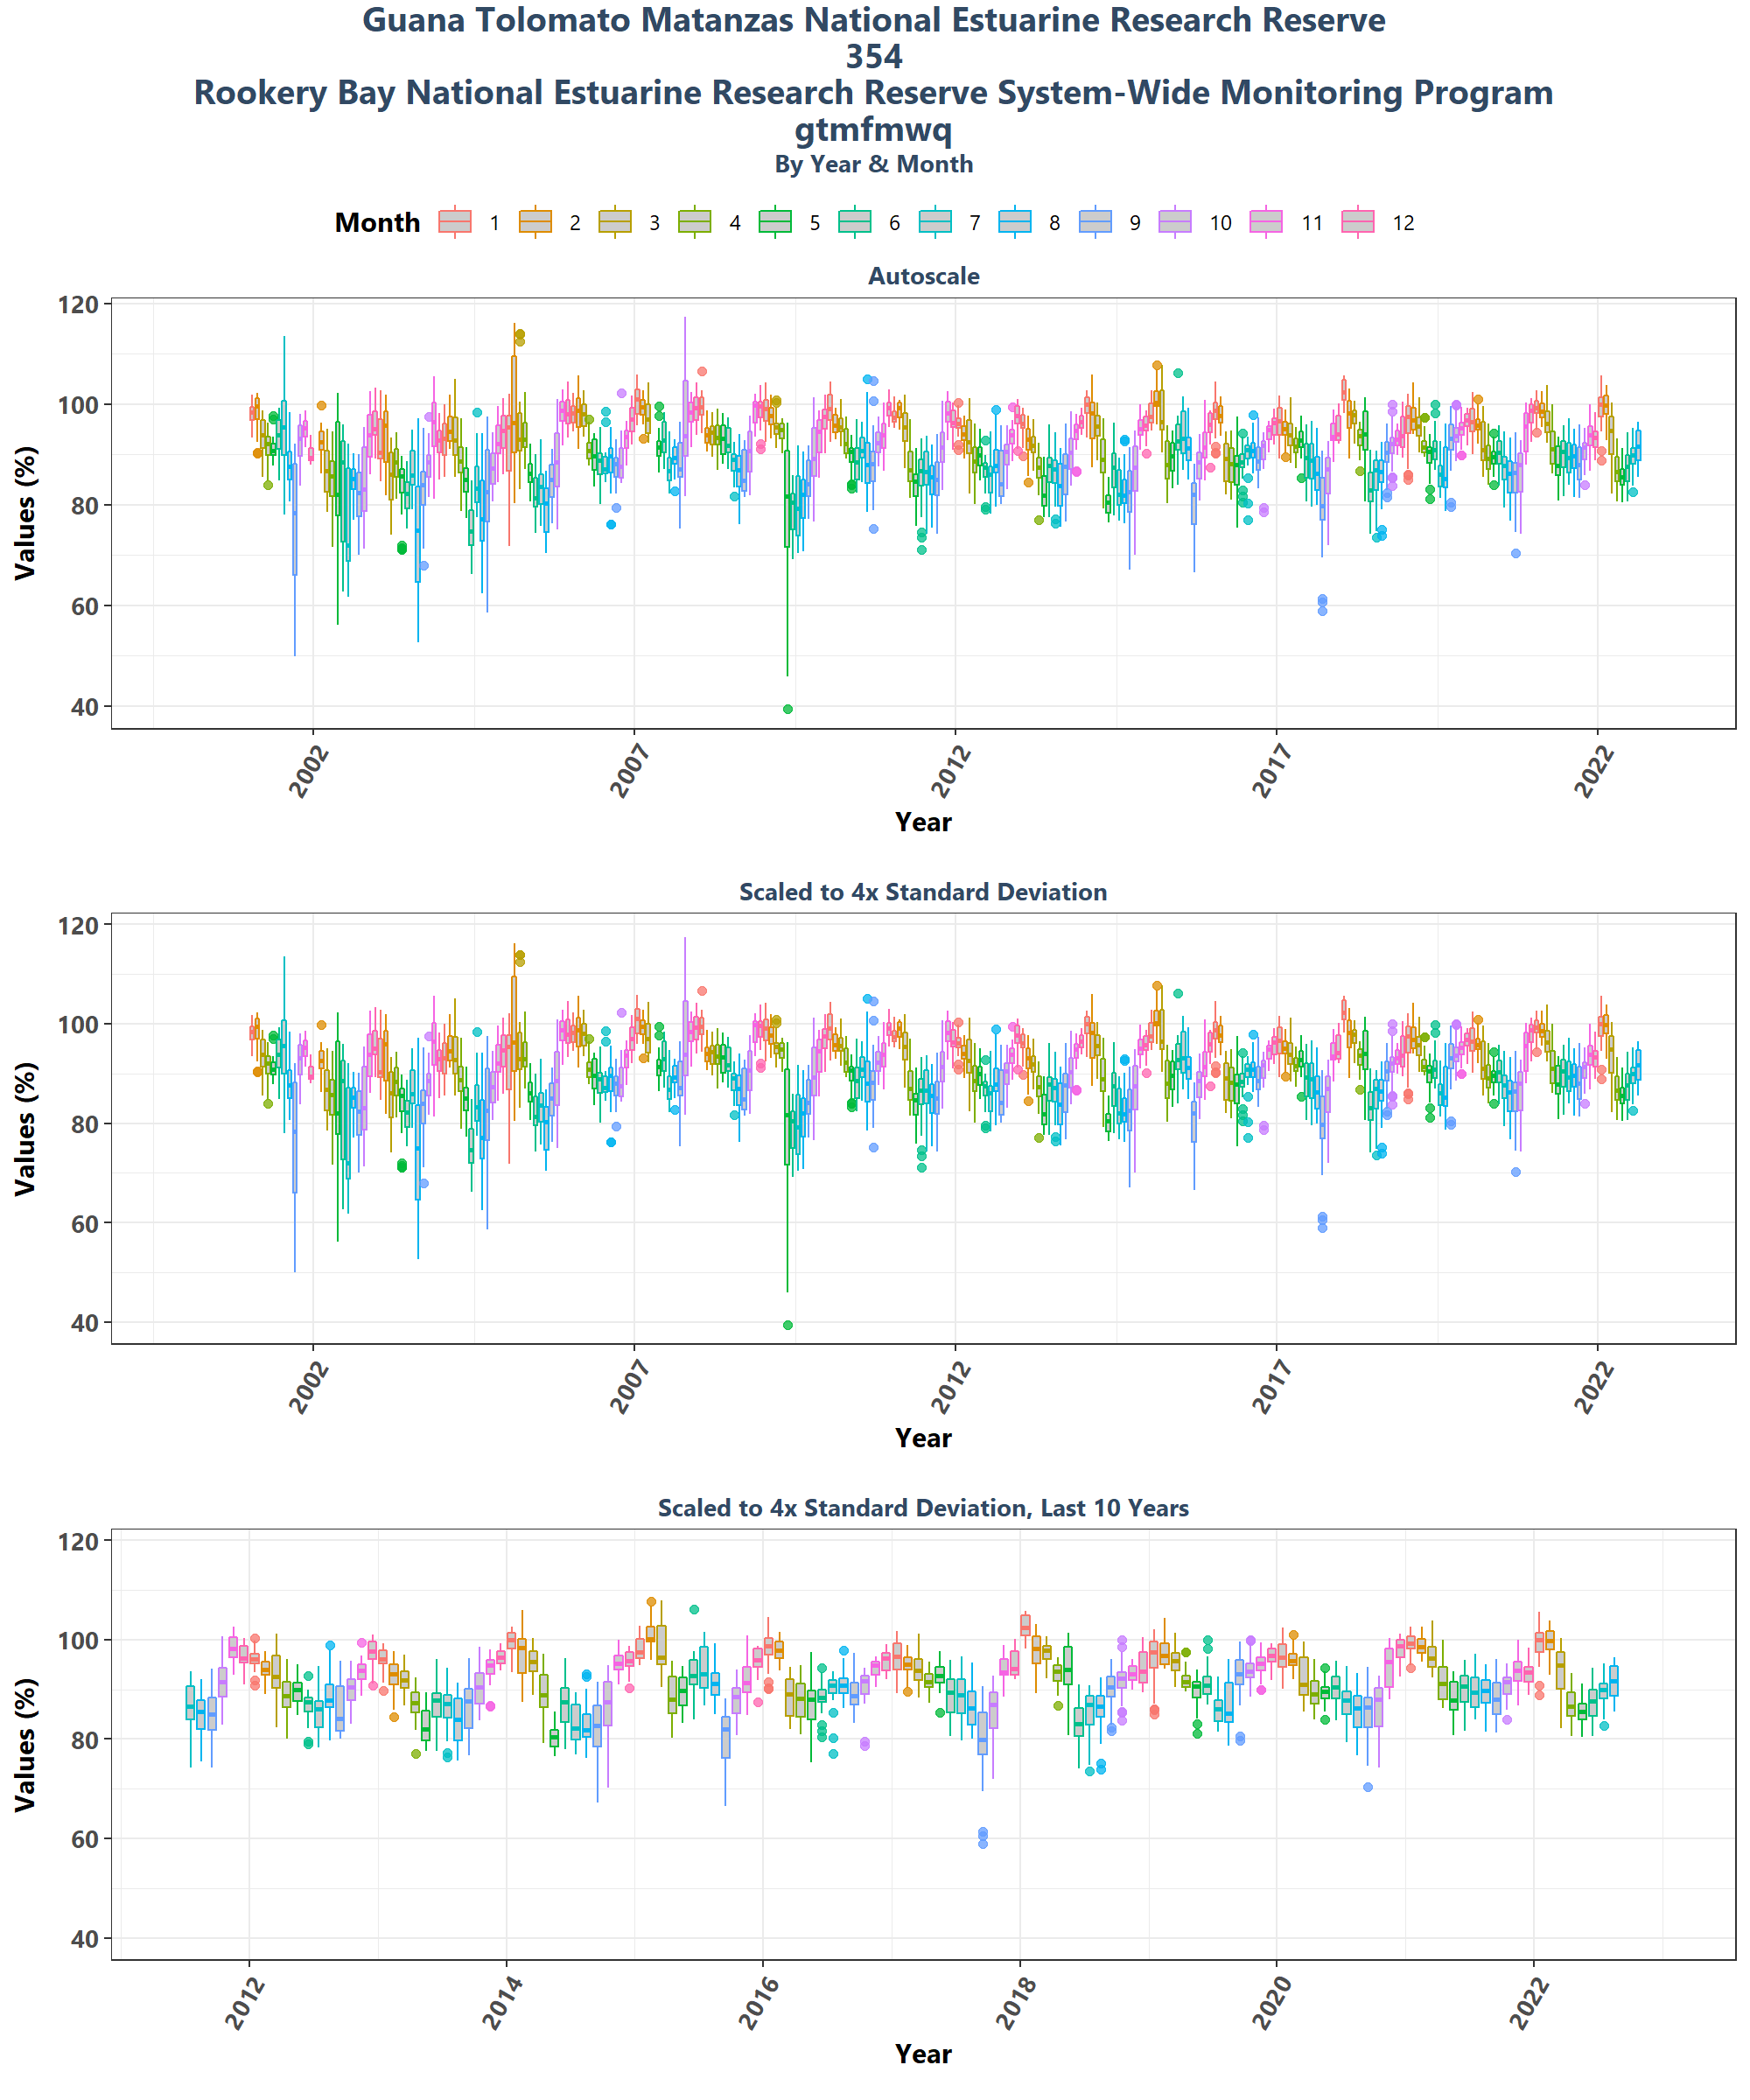 Guana Tolomato Matanzas National Estuarine Research Reserve
354
Rookery Bay National Estuarine Research Reserve System-Wide Monitoring Program
gtmfmwq
By Year & Month
Month 1 2 3 4 5 6 7 8 9 10 11 12
Autoscale
Values (%)
120
100
80
60
40
2002 2007 2012 2017 2022
Year
Scaled to 4x Standard Deviation
Values (%)
120
100
80
60
40
2002 2007 2012 2017 2022
Year
Scaled to 4x Standard Deviation, Last 10 Years
Values (%)
120
100
80
60
40
2012 2014 2016 2018 2020 2022
Year